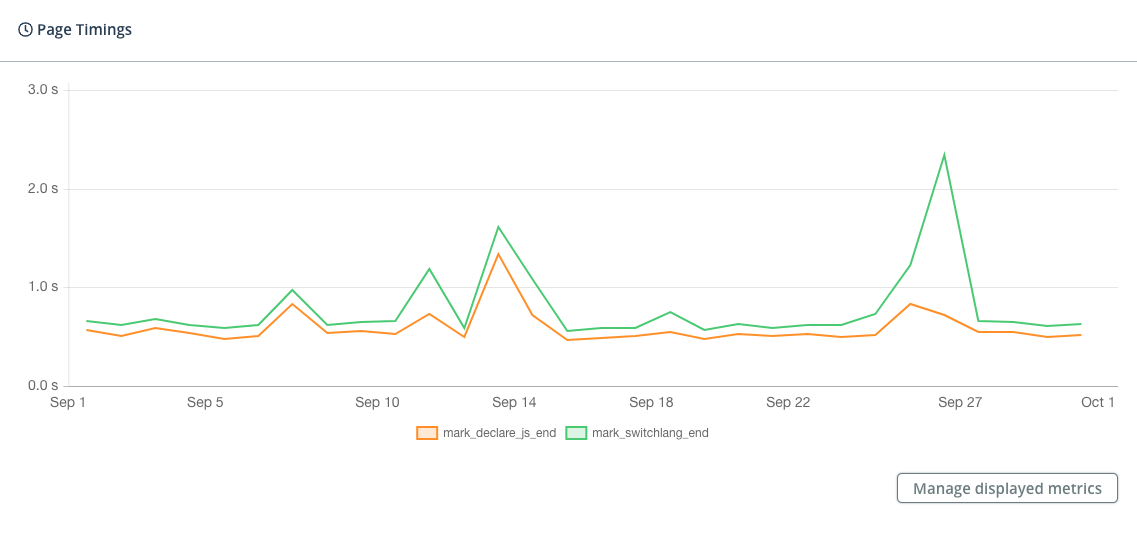 Page Timings
3.0 s
2.0 s
1.0 s
0.0 s
Sep 1 Sep 5 Sep 10 Sep 14 Sep 18 Sep 22 Sep 27 Oct 1
mark_declare_js_end mark_switchlang_end
Manage displayed metrics